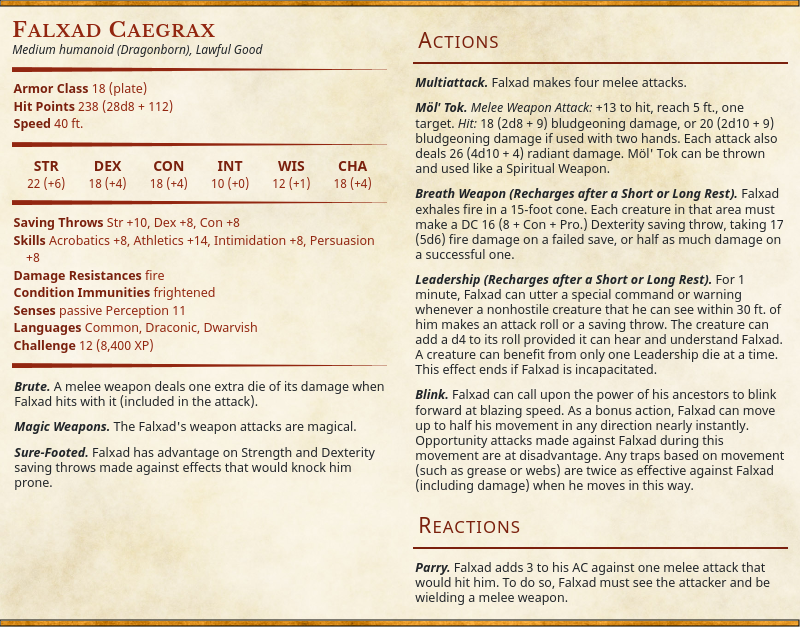 Falxad Caegrax
Medium humanoid (Dragonborn), Lawful Good
Armor Class 18 (plate)
Hit Points 238 (28d8 + 112)
Speed 40 ft.
STR DEX CON INT WIS CHA
22 (+6) 18 (+4) 18 (+4) 10 (+0) 12 (+1) 18 (+4)
Saving Throws Str +10, Dex +8, Con +8
Skills Acrobatics +8, Athletics +14, Intimidation +8, Persuasion
+8
Damage Resistances fire
Condition Immunities frightened
Senses passive Perception 11
Languages Common, Draconic, Dwarvish
Challenge 12 (8,400 XP)
Brute. A melee weapon deals one extra die of its damage when
Falxad hits with it (included in the attack).
Magic Weapons. The Falxad's weapon attacks are magical.
Sure-Footed. Falxad has advantage on Strength and Dexterity
saving throws made against effects that would knock him
prone.
Actions
Multiattack. Falxad makes four melee attacks.
Möl' Tok. Melee Weapon Attack: +13 to hit, reach 5 ft., one
target. Hit: 18 (2d8 + 9) bludgeoning damage, or 20 (2d10 + 9)
bludgeoning damage if used with two hands. Each attack also
deals 26 (4d10 + 4) radiant damage. Möl' Tok can be thrown
and used like a Spiritual Weapon.
Breath Weapon (Recharges after a Short or Long Rest). Falxad
exhales fire in a 15-foot cone. Each creature in that area must
make a DC 16 (8 + Con + Pro.) Dexterity saving throw, taking 17
(5d6) fire damage on a failed save, or half as much damage on
a successful one.
Leadership (Recharges after a Short or Long Rest). For 1
minute, Falxad can utter a special command or warning
whenever a nonhostile creature that he can see within 30 ft. of
him makes an attack roll or a saving throw. The creature can
add a d4 to its roll provided it can hear and understand Falxad.
A creature can benefit from only one Leadership die at a time.
This effect ends if Falxad is incapacitated.
Blink. Falxad can call upon the power of his ancestors to blink
forward at blazing speed. As a bonus action, Falxad can move
up to half his movement in any direction nearly instantly.
Opportunity attacks made against Falxad during this
movement are at disadvantage. Any traps based on movement
(such as grease or webs) are twice as effective against Falxad
(including damage) when he moves in this way.
Reactions
Parry. Falxad adds 3 to his AC against one melee attack that
would hit him. To do so, Falxad must see the attacker and be
wielding a melee weapon.